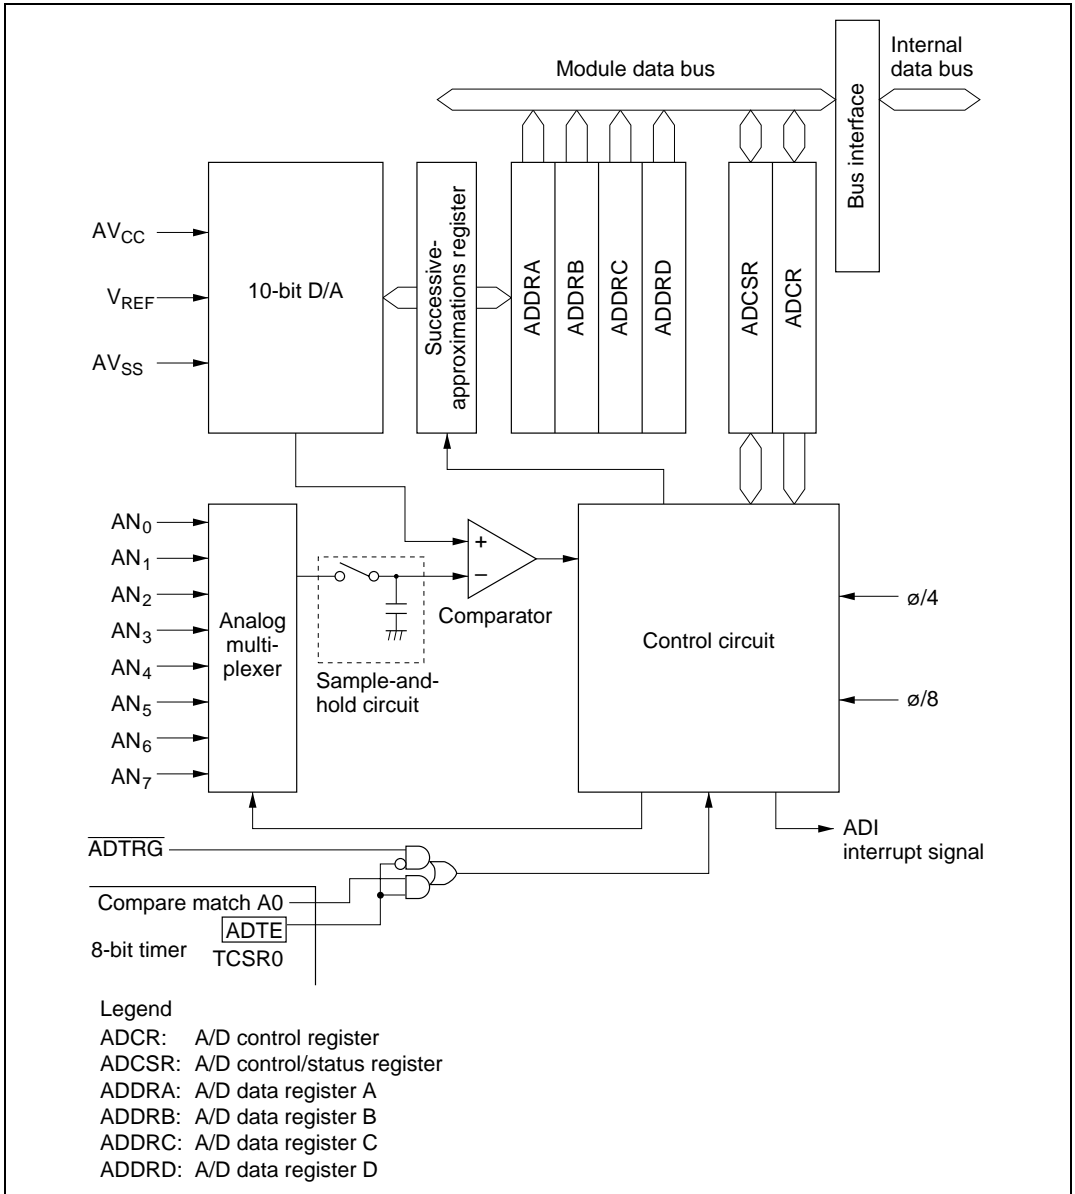 Internal
data bus
Module data bus
Bus interface
AVCC
VREF
AVSS
10-bit D/A
Successive-
approximations register
ADDRA
ADDRB
ADDRC
ADDRD
ADCSR
ADCR
AN0
AN1
AN2
AN3
AN4
AN5
AN6
AN7
Analog
multi-
plexer
Sample-and-
hold circuit
+
−
Comparator
Control circuit
ø/4
ø/8
ADI
interrupt signal
ADTRG
Compare match A0
ADTE
8-bit timer
TCSR0
Legend
ADCR: A/D control register
ADCSR: A/D control/status register
ADDRA: A/D data register A
ADDRB: A/D data register B
ADDRC: A/D data register C
ADDRD: A/D data register D